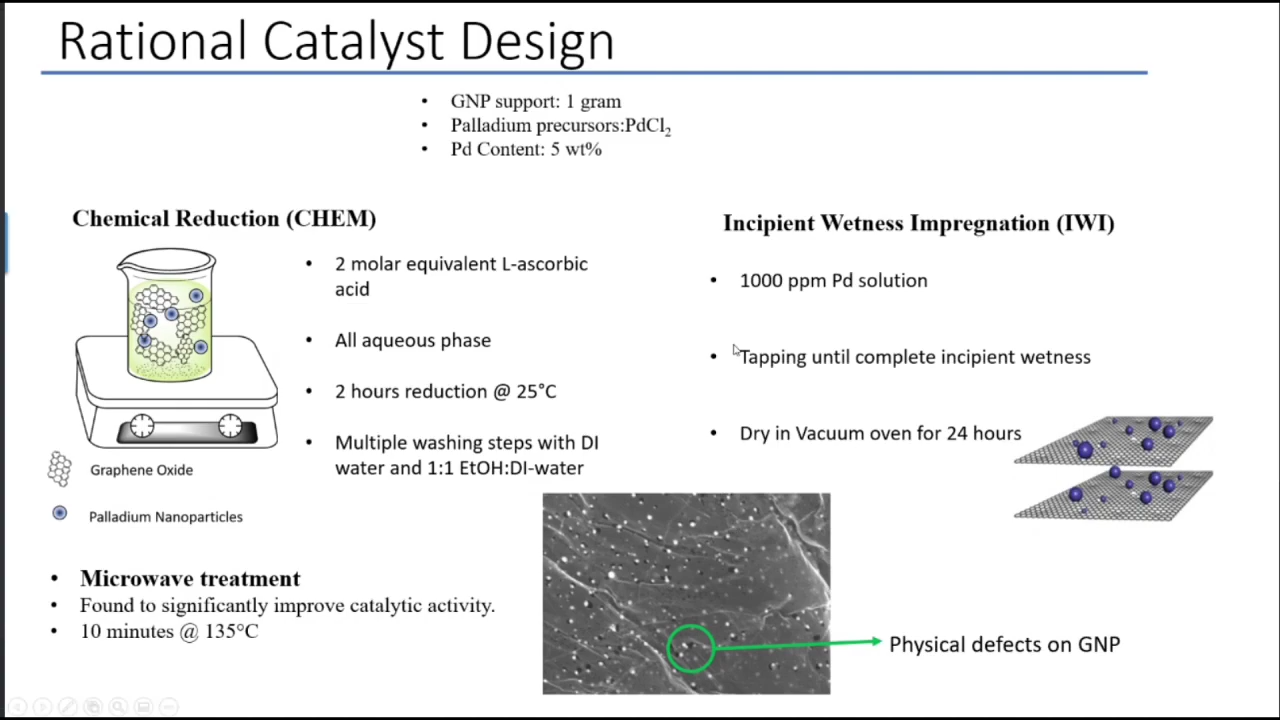 Rational Catalyst Design
• GNP support: 1 gram
• Palladium precursors:PdCl₂
• Pd Content: 5 wt%
Chemical Reduction (CHEM)
• 2 molar equivalent L-ascorbic
acid
• All aqueous phase
• 2 hours reduction @ 25°C
• Multiple washing steps with DI
water and 1:1 EtOH:DI-water
Graphene Oxide
Palladium Nanoparticles
Incipient Wetness Impregnation (IWI)
• 1000 ppm Pd solution
• Tapping until complete incipient wetness
• Dry in Vacuum oven for 24 hours
• Microwave treatment
• Found to significantly improve catalytic activity.
• 10 minutes @ 135°C
Physical defects on GNP